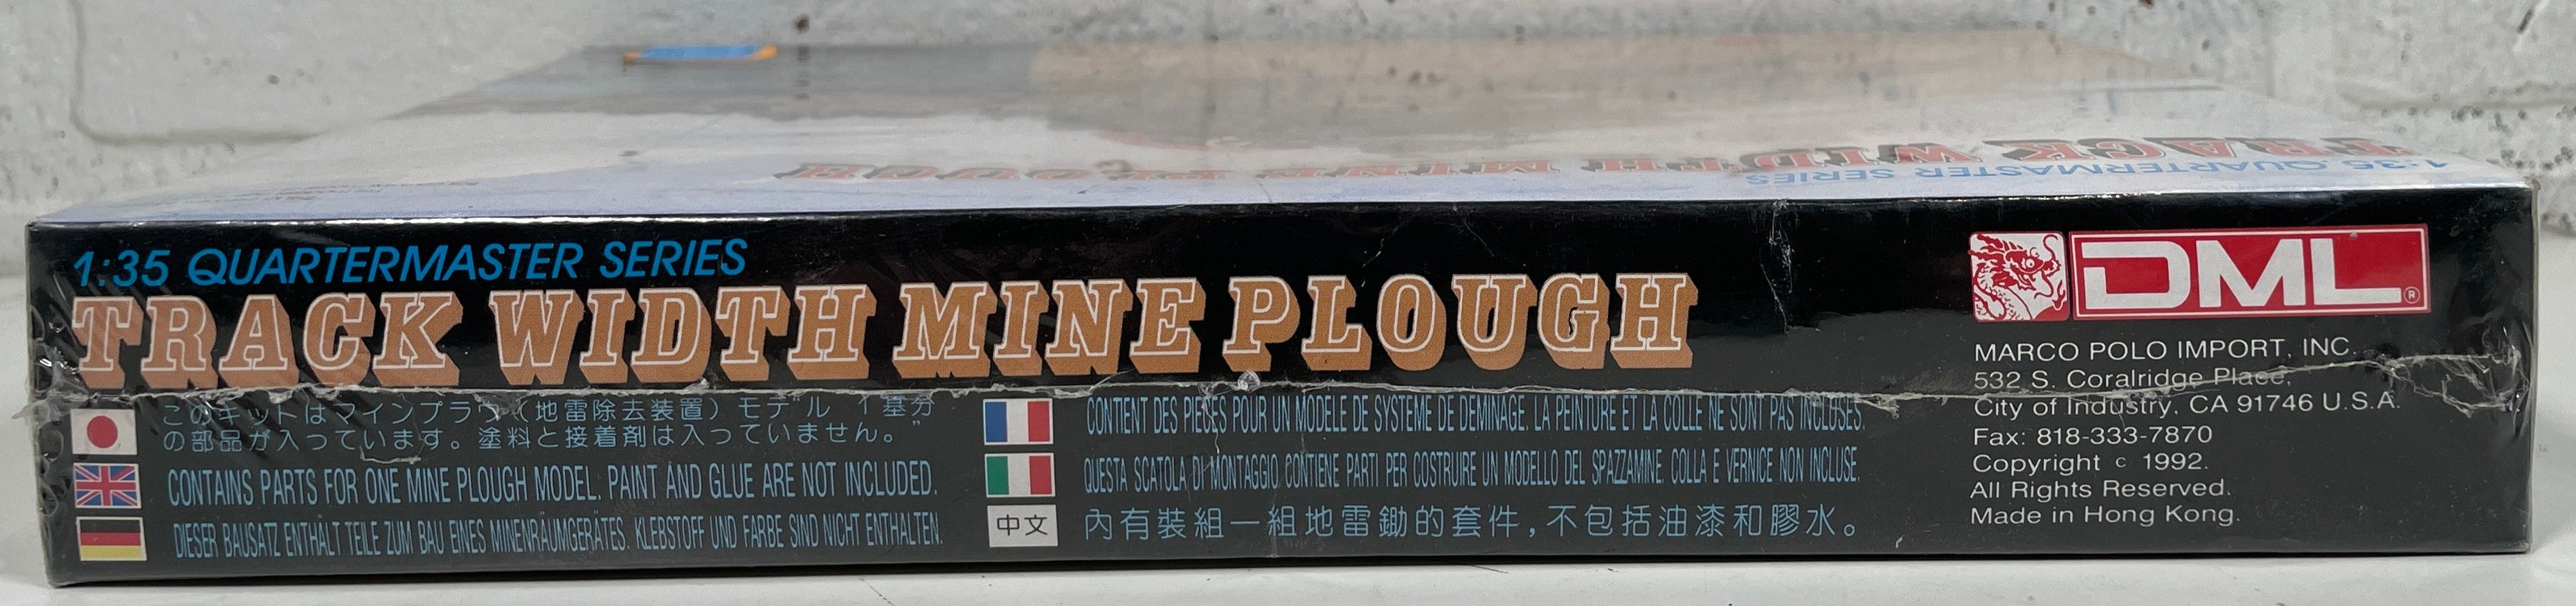 TRACK WIDTH MINE PLOUGH
1:35 QUARTERMASTER SERIES
1:35 QUARTERMASTER SERIES
TRACK WIDTH MINE PLOUGH
このキットはマインプラウ（地雷除去装置）モデル 1基分
の部品が入っています。塗料と接着剤は入っていません。”
CONTAINS PARTS FOR ONE MINE PLOUGH MODEL. PAINT AND GLUE ARE NOT INCLUDED.
DIESER BAUSATZ ENTHÄLT TEILE ZUM BAU EINES MINENRÄUMGERÄTES. KLEBSTOFF UND FARBE SIND NICHT ENTHALTEN.
CONTIENT DES PIECES POUR UN MODELE DE SYSTEME DE DEMINAGE. LA PEINTURE ET LA COLLE NE SONT PAS INCLUSES.
QUESTA SCATOLA DI MONTAGGIO CONTIENE PARTI PER COSTRUIRE UN MODELLO DEL SPAZZAMINE. COLLA E VERNICE NON INCLUSE.
中文 內有裝組一組地雷鋤的套件，不包括油漆和膠水。
DML®
MARCO POLO IMPORT, INC.
532 S. Coralridge Place,
City of Industry, CA 91746 U.S.A.
Fax: 818-333-7870
Copyright c 1992.
All Rights Reserved.
Made in Hong Kong.